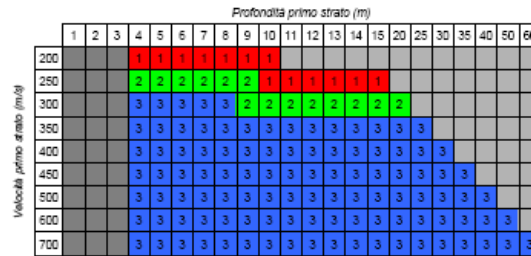 Profondità primo strato (m)
1 2 3 4 5 6 7 8 9 10 11 12 13 14 15 20 25 30 35 40 50
Velocità primo strato (m/s)
200 1 1 1 1 1 1 1
250 2 2 2 2 2 2 1 1 1 1 1 1
300 3 3 3 3 3 2 2 2 2 2 2 2 2
350 3 3 3 3 3 3 3 3 3 3 3 3 3 3
400 3 3 3 3 3 3 3 3 3 3 3 3 3 3 3
450 3 3 3 3 3 3 3 3 3 3 3 3 3 3 3 3
500 3 3 3 3 3 3 3 3 3 3 3 3 3 3 3 3 3
600 3 3 3 3 3 3 3 3 3 3 3 3 3 3 3 3 3 3
700 3 3 3 3 3 3 3 3 3 3 3 3 3 3 3 3 3 3 3